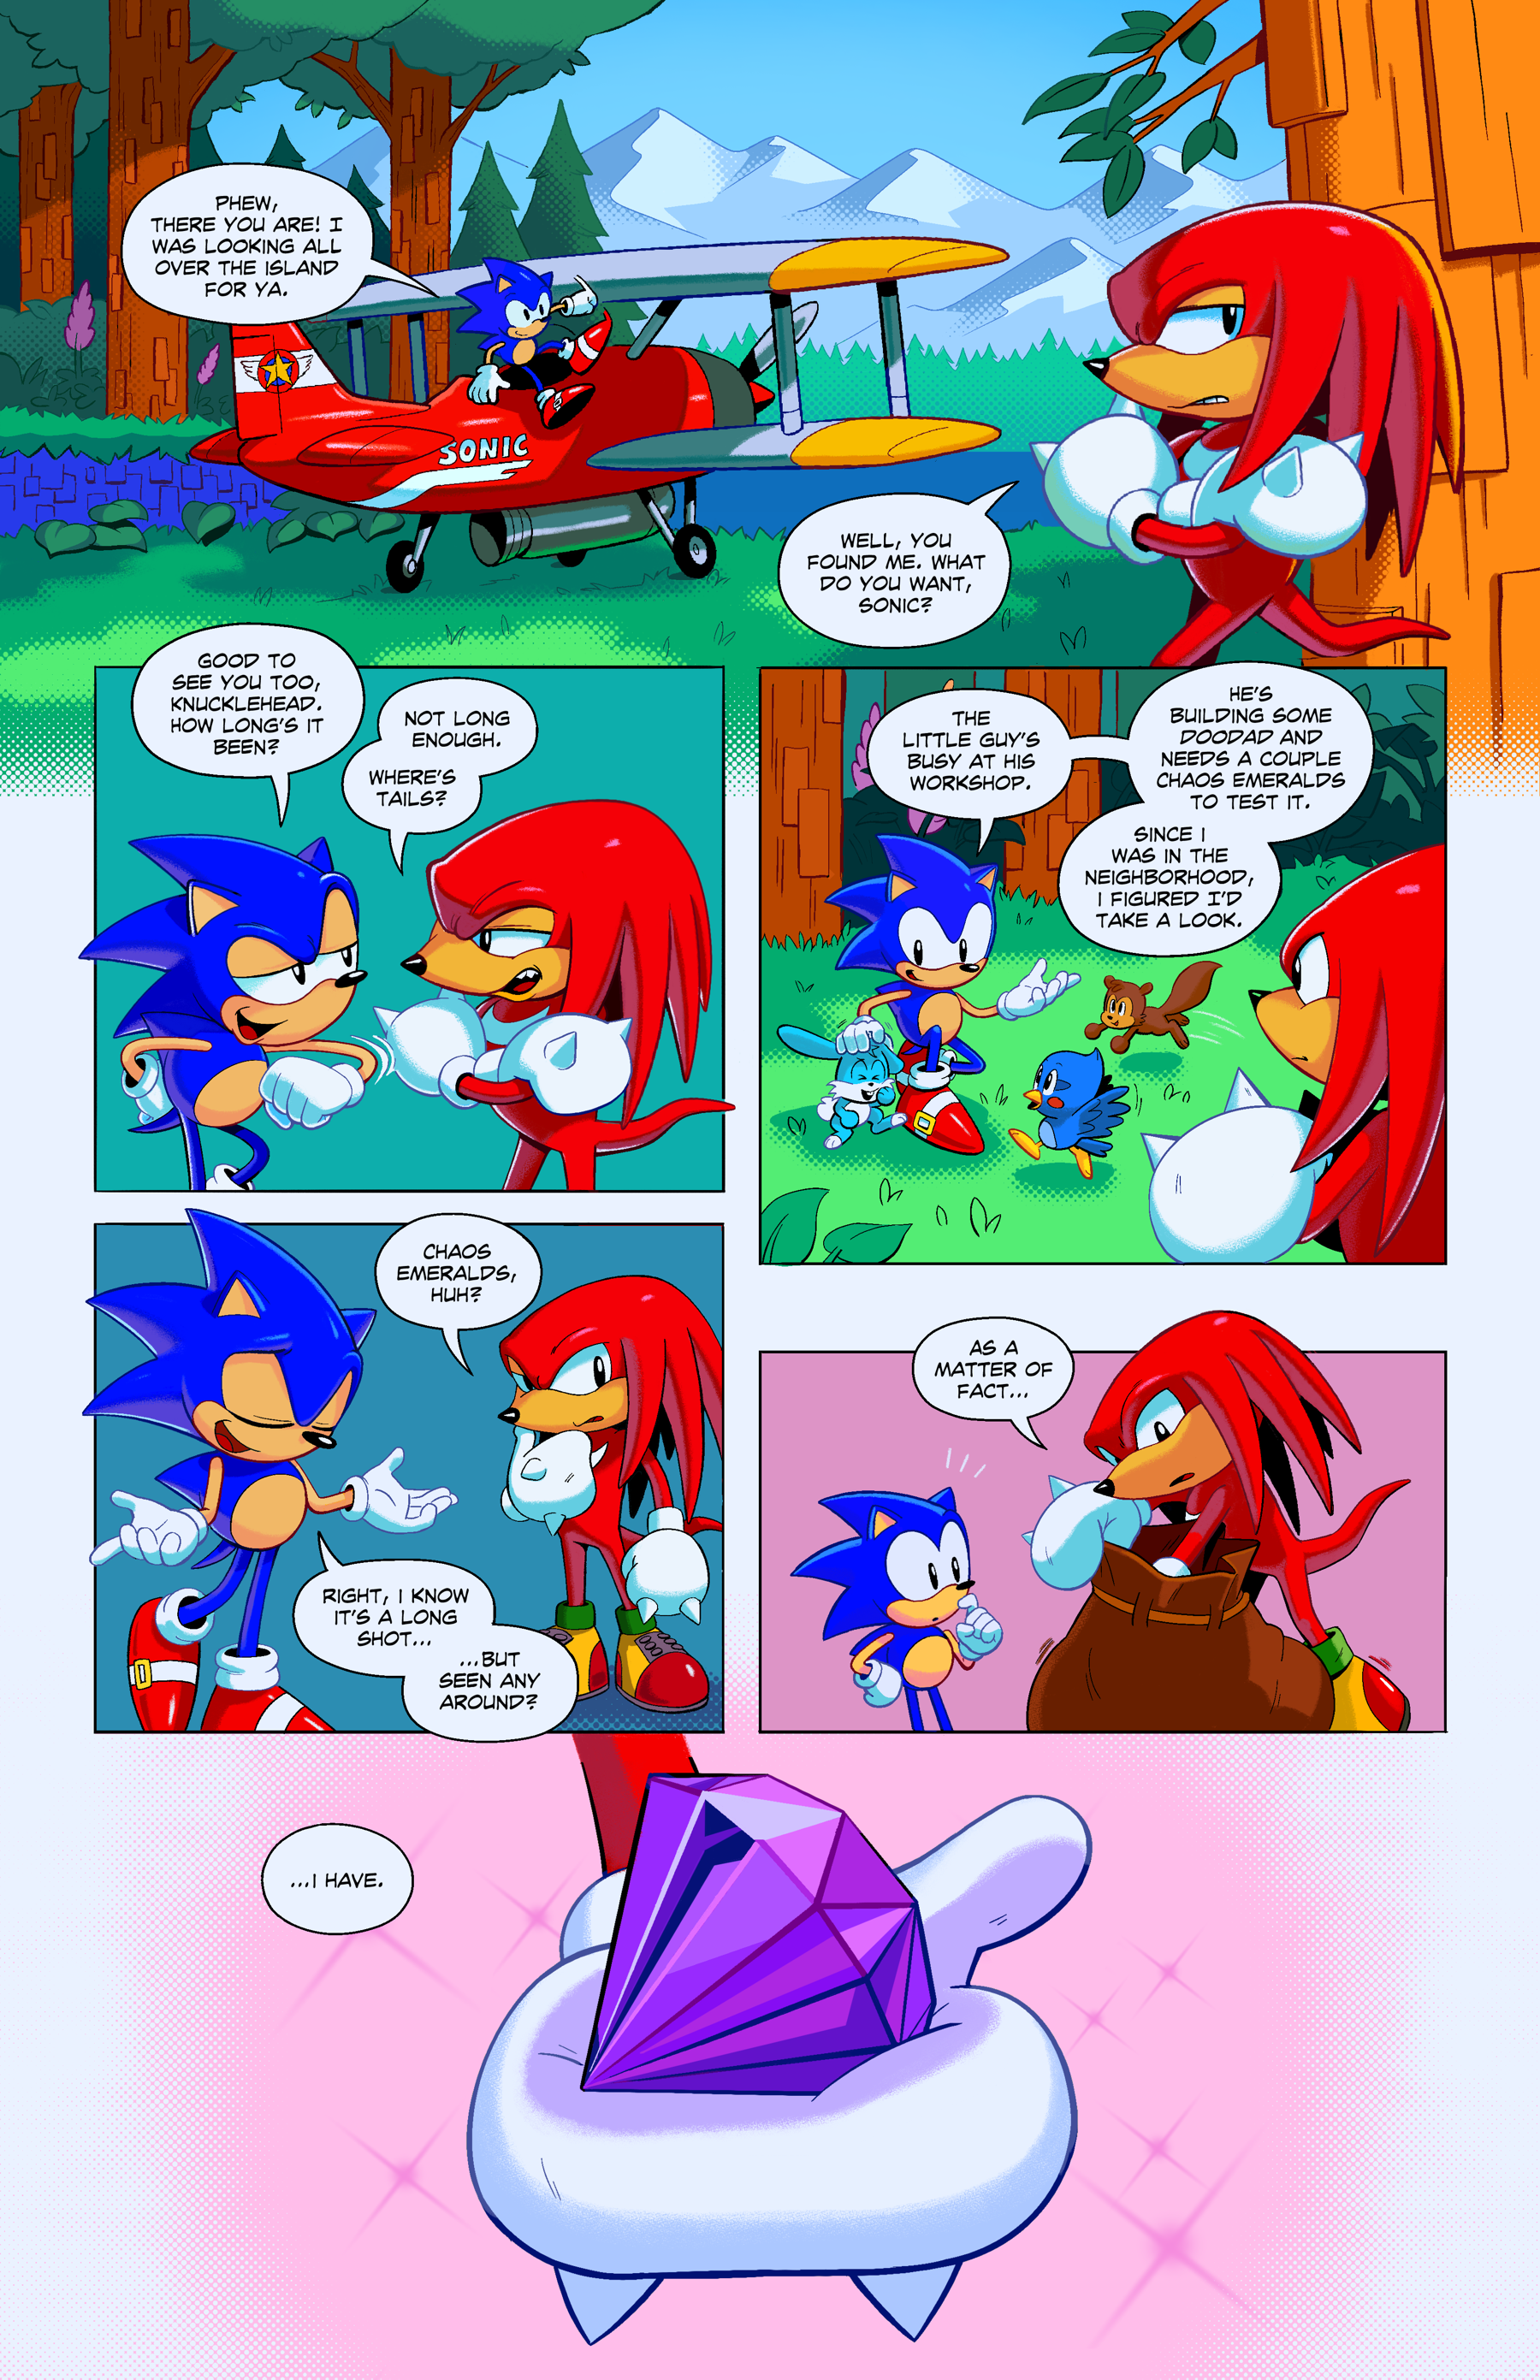 PHEW,
THERE YOU ARE! I
WAS LOOKING ALL
OVER THE ISLAND
FOR YA.
SONIC
WELL, YOU
FOUND ME. WHAT
DO YOU WANT,
SONIC?
GOOD TO
SEE YOU TOO,
KNUCKLEHEAD.
HOW LONG'S IT
BEEN?
NOT LONG
ENOUGH.
WHERE'S
TAILS?
THE
LITTLE GUY'S
BUSY AT HIS
WORKSHOP.
HE'S
BUILDING SOME
DOODAD AND
NEEDS A COUPLE
CHAOS EMERALDS
TO TEST IT.
SINCE I
WAS IN THE
NEIGHBORHOOD,
I FIGURED I'D
TAKE A LOOK.
CHAOS
EMERALDS,
HUH?
RIGHT, I KNOW
IT'S A LONG
SHOT...
...BUT
SEEN ANY
AROUND?
AS A
MATTER OF
FACT...
...I HAVE.